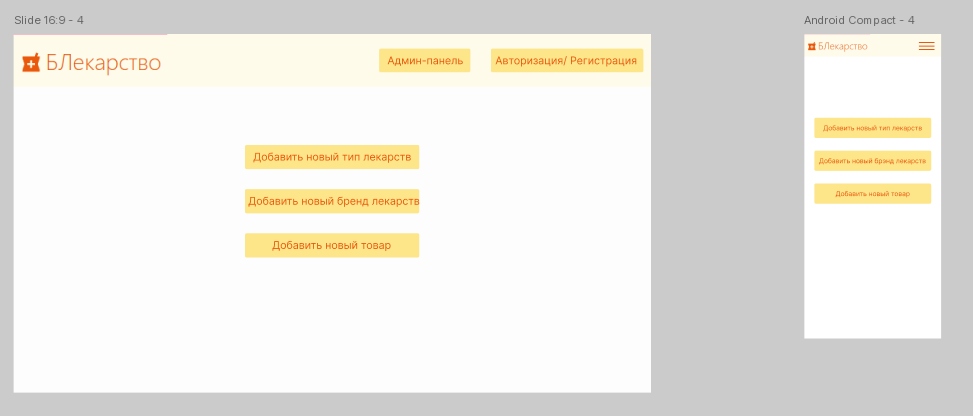 Slide 16:9 - 4
БЛекарство
Админ-панель
Авторизация/ Регистрация
Добавить новый тип лекарств
Добавить новый бренд лекарств
Добавить новый товар
Android Compact - 4
БЛекарство
Добавить новый тип лекарств
Добавить новый брэнд лекарств
Добавить новый товар